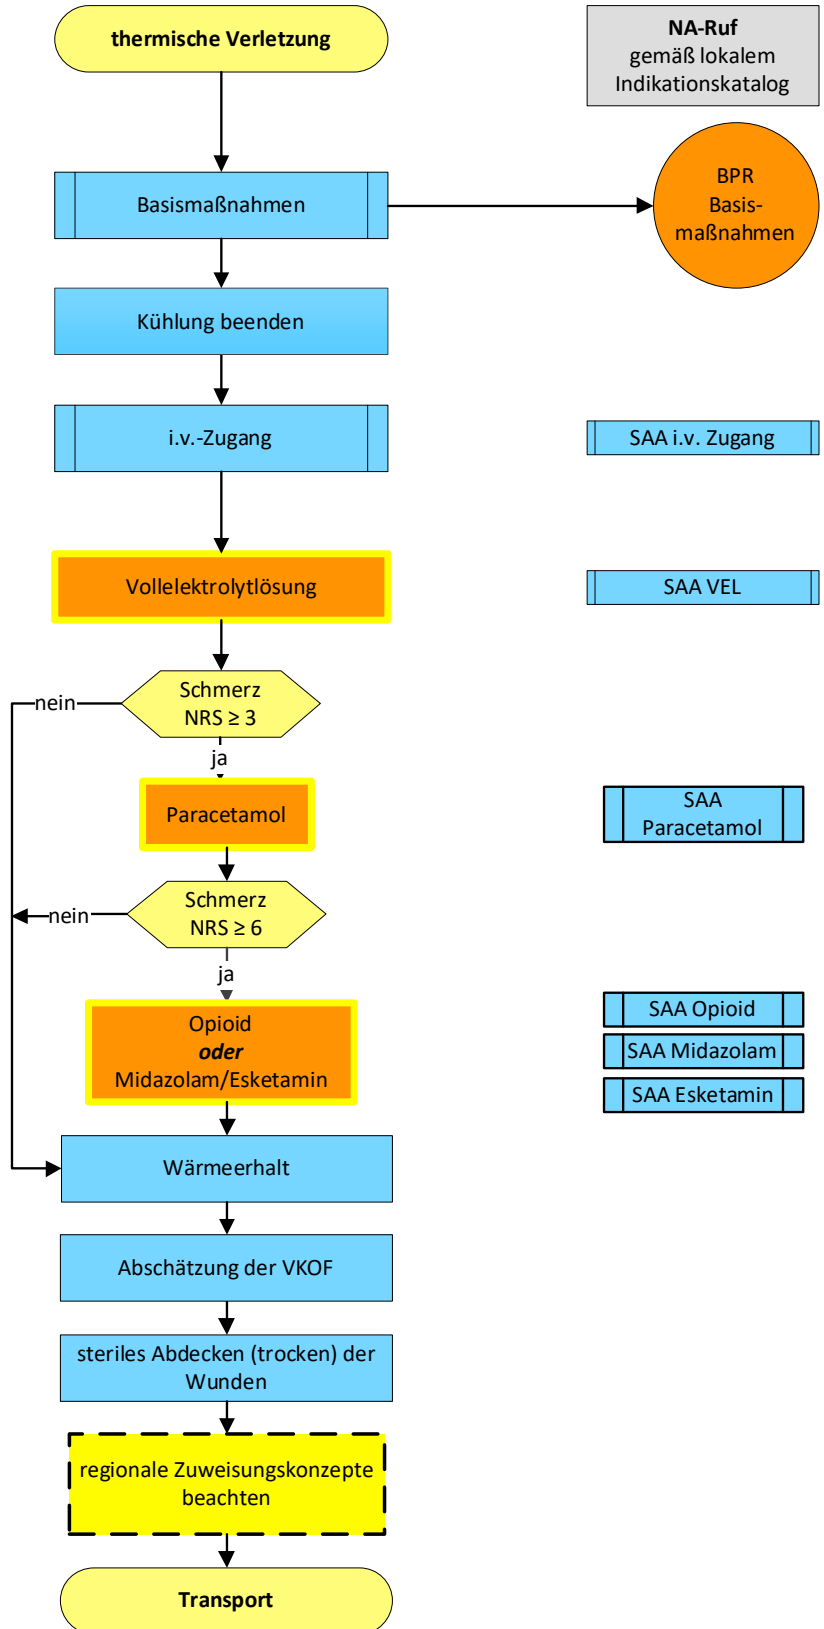 thermische Verletzung
NA-Ruf
gemäß lokalem
Indikationskatalog
Basismaßnahmen
BPR
Basis-
maßnahmen
Kühlung beenden
i.v.-Zugang
SAA i.v. Zugang
Vollelektrolytlösung
SAA VEL
Schmerz
NRS ≥ 3
nein
ja
Paracetamol
SAA
Paracetamol
Schmerz
NRS ≥ 6
nein
ja
Opioid
oder
Midazolam/Esketamin
SAA Opioid
SAA Midazolam
SAA Esketamin
Wärmeerhalt
Abschätzung der VKOF
steriles Abdecken (trocken) der
Wunden
regionale Zuweisungskonzepte
beachten
Transport